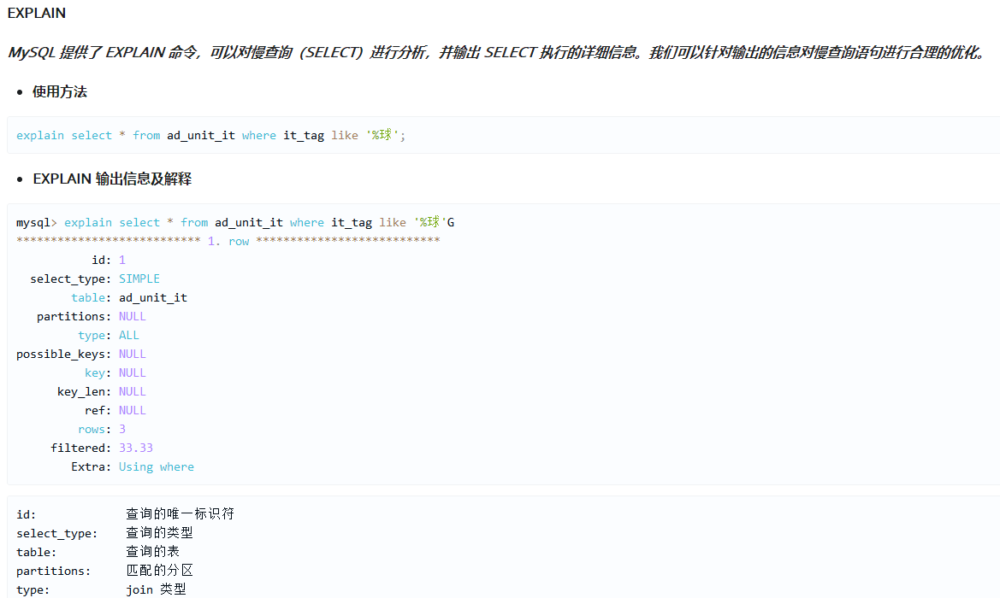 EXPLAIN
MySQL 提供了 EXPLAIN 命令，可以对慢查询（SELECT）进行分析，并输出 SELECT 执行的详细信息。我们可以针对输出的信息对慢查询语句进行合理的优化。
• 使用方法
explain select * from ad_unit_it where it_tag like '%球';
• EXPLAIN 输出信息及解释
mysql> explain select * from ad_unit_it where it_tag like '%球'G
*************************** 1. row ***************************
id: 1
select_type: SIMPLE
table: ad_unit_it
partitions: NULL
type: ALL
possible_keys: NULL
key: NULL
key_len: NULL
ref: NULL
rows: 3
filtered: 33.33
Extra: Using where
id: 查询的唯一标识符
select_type: 查询的类型
table: 查询的表
partitions: 匹配的分区
type: join 类型